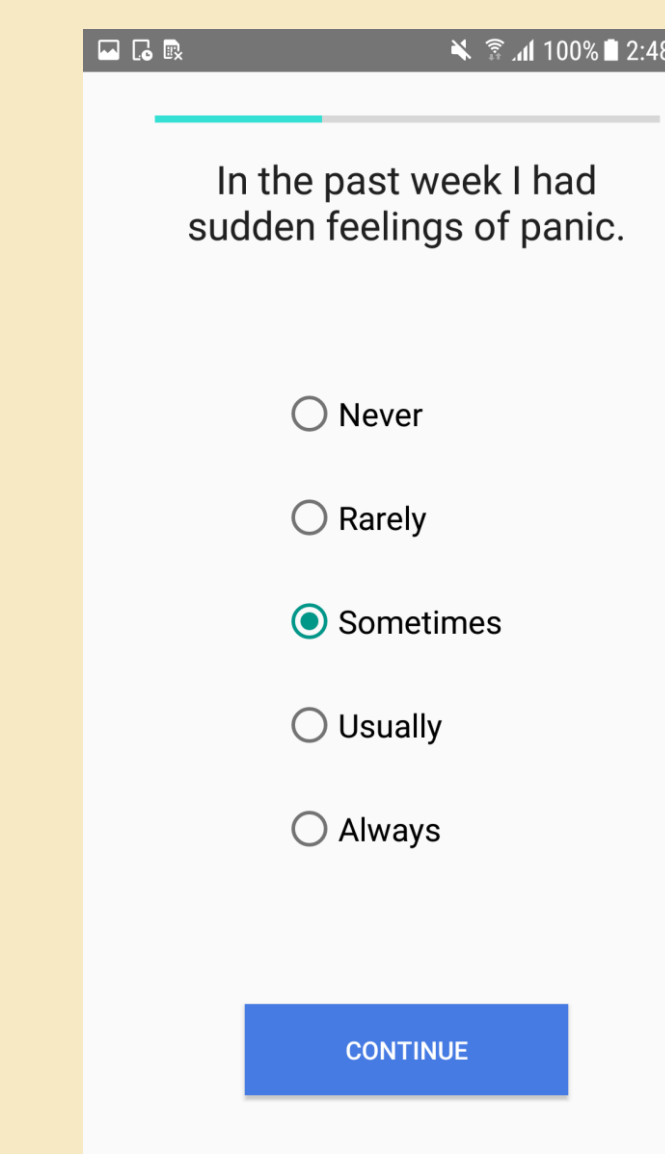 100% 2:48
In the past week I had
sudden feelings of panic.
Never
Rarely
Sometimes
Usually
Always
CONTINUE